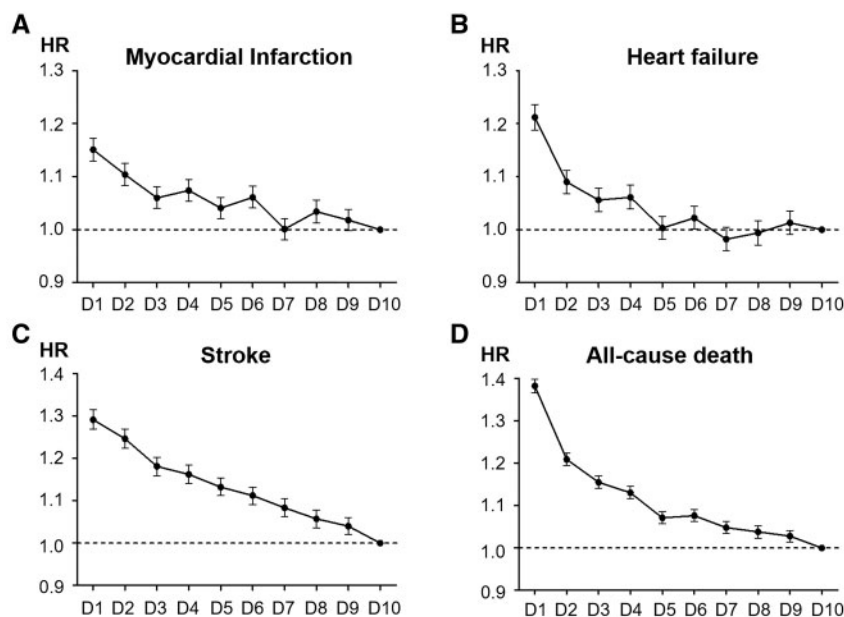 A
HR
Myocardial Infarction
1.3
1.2
1.1
1.0
0.9
D1 D2 D3 D4 D5 D6 D7 D8 D9 D10
B
HR
Heart failure
1.3
1.2
1.1
1.0
0.9
D1 D2 D3 D4 D5 D6 D7 D8 D9 D10
C
HR
Stroke
1.4
1.3
1.2
1.1
1.0
0.9
D1 D2 D3 D4 D5 D6 D7 D8 D9 D10
D
HR
All-cause death
1.4
1.3
1.2
1.1
1.0
0.9
D1 D2 D3 D4 D5 D6 D7 D8 D9 D10